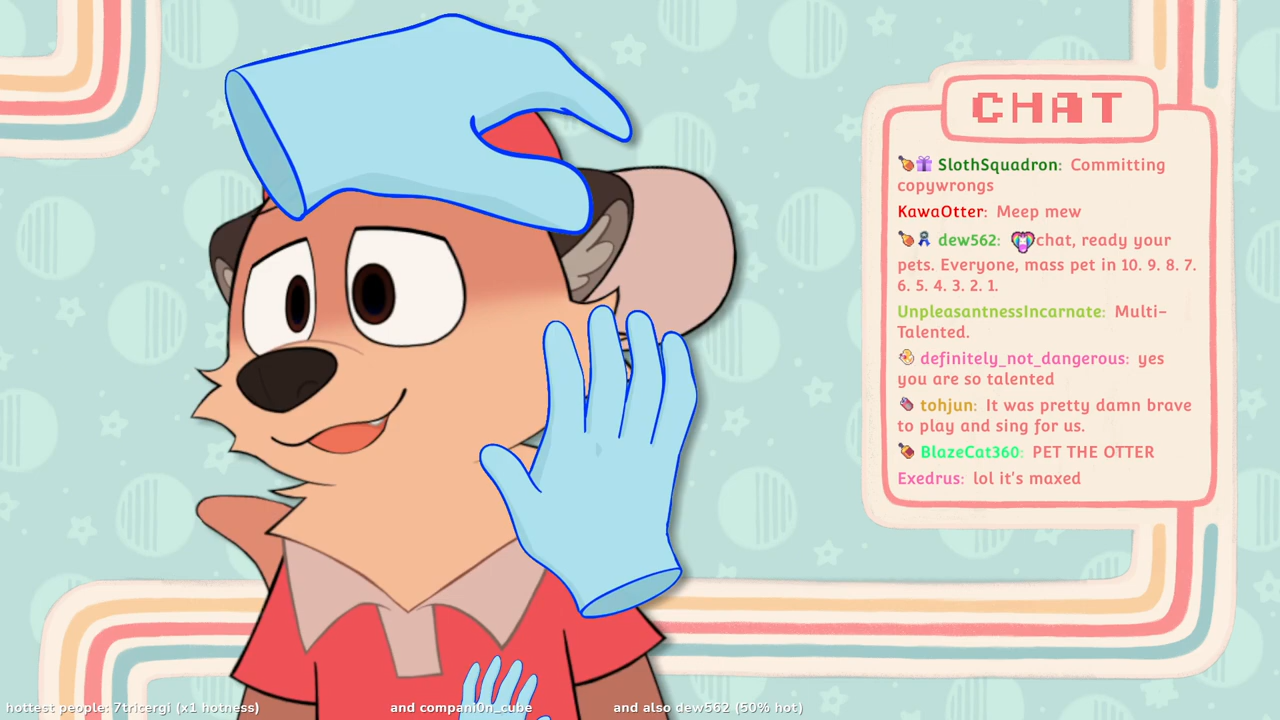 CHAT
SlothSquadron: Committing
copywrongs
KawaOtter: Meep mew
dew562: chat, ready your
pets. Everyone, mass pet in 10. 9. 8. 7.
6. 5. 4. 3. 2. 1.
UnpleasantnessIncarnate: Multi-
Talented.
definitely_not_dangerous: yes
you are so talented
tohjun: It was pretty damn brave
to play and sing for us.
BlazeCat360: PET THE OTTER
Exedrus: lol it's maxed
hottest people: 7tricergi (x1 hotness) and compani0n_cube and also dew562 (50% hot)